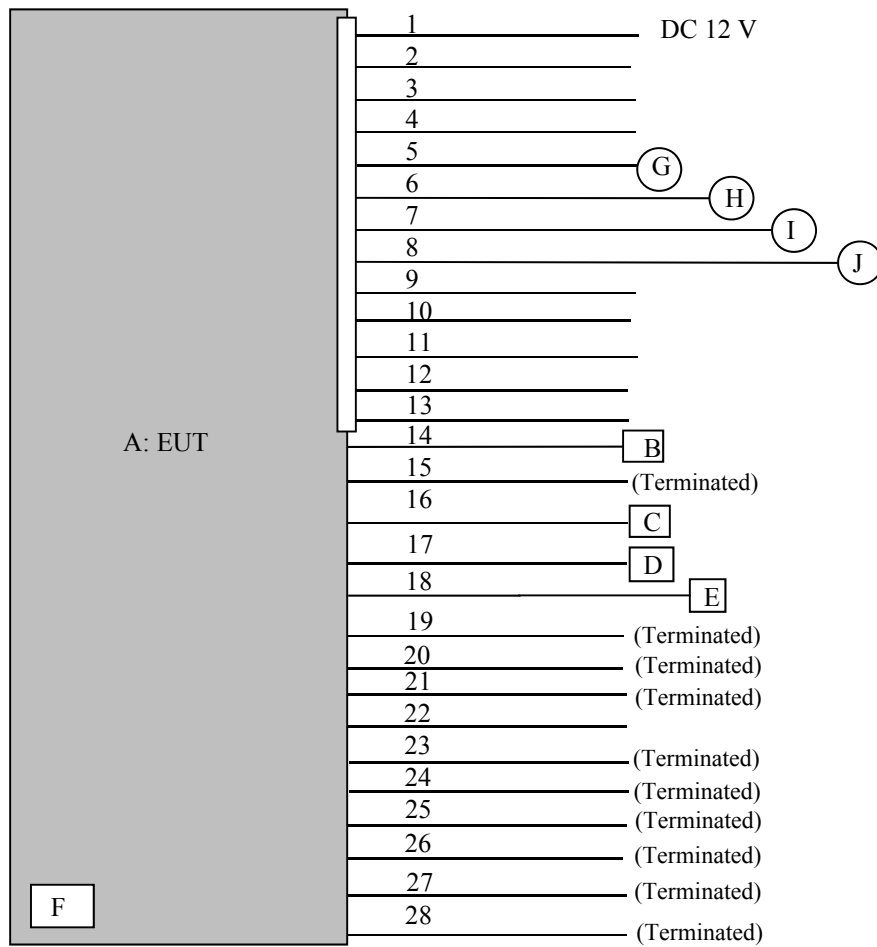 1 DC 12 V
2
3
4
5 G
6 H
7 I
8 J
9
10
11
12
13
A: EUT
14 B
15 (Terminated)
16 C
17 D
18 E
19 (Terminated)
20 (Terminated)
21 (Terminated)
22
23 (Terminated)
24 (Terminated)
25 (Terminated)
26 (Terminated)
27 (Terminated)
F
28 (Terminated)